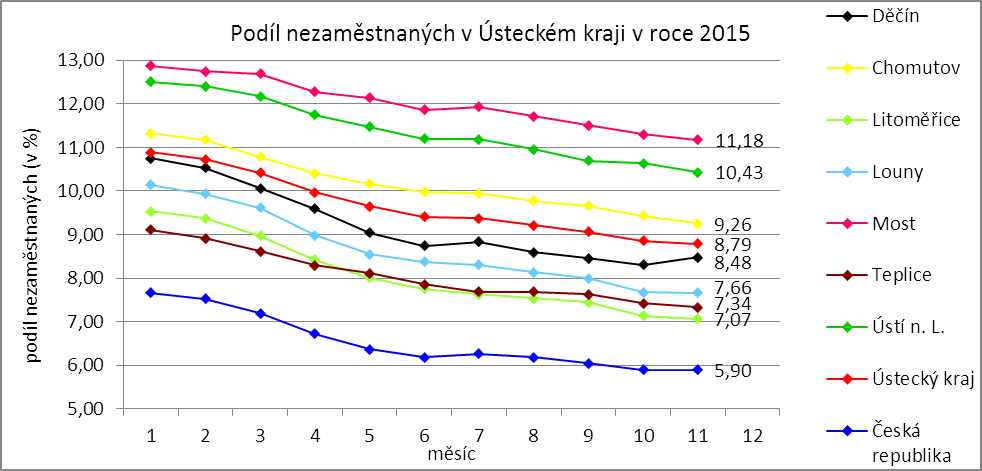 Podíl nezaměstnaných v Ústeckém kraji v roce 2015
podíl nezaměstnaných (v %)
13,00
12,00
11,00
10,00
9,00
8,00
7,00
6,00
5,00
11,18
10,43
9,26
8,79
8,48
7,66
7,34
7,07
5,90
1 2 3 4 5 6 7 8 9 10 11 12
měsíc
Děčín
Chomutov
Litoměřice
Louny
Most
Teplice
Ústí n. L.
Ústecký kraj
Česká
republika